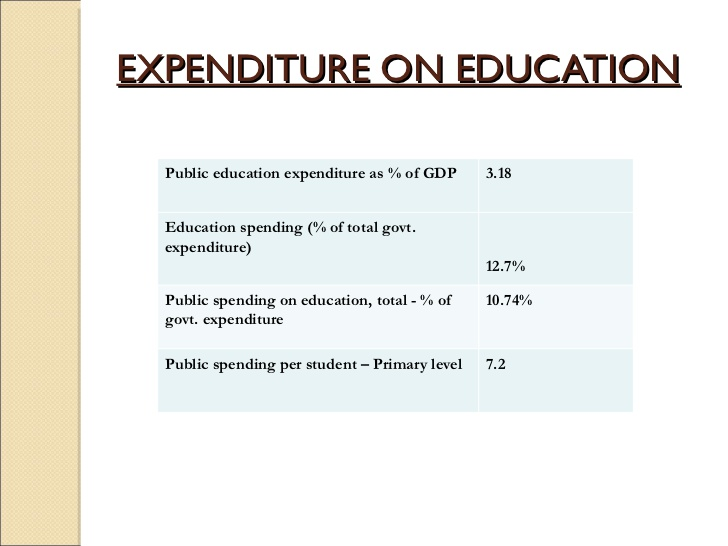 EXPENDITURE ON EDUCATION
Public education expenditure as % of GDP 3.18
Education spending (% of total govt.
expenditure)
12.7%
Public spending on education, total - % of 10.74%
govt. expenditure
Public spending per student – Primary level 7.2